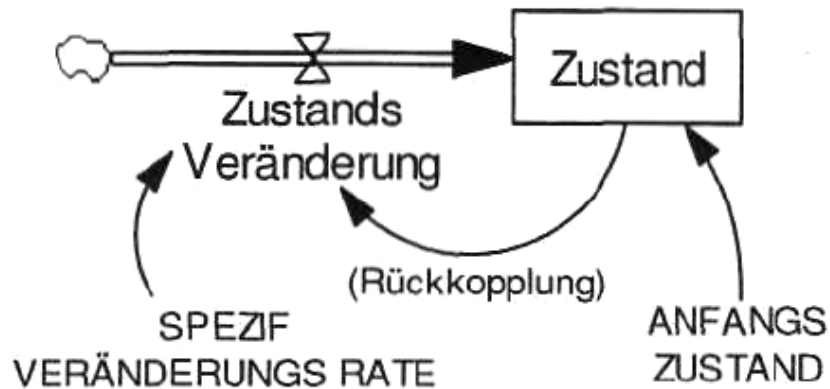 Zustand
Zustands
Veränderung
(Rückkopplung)
SPEZIF
VERÄNDERUNGS RATE
ANFANGS
ZUSTAND